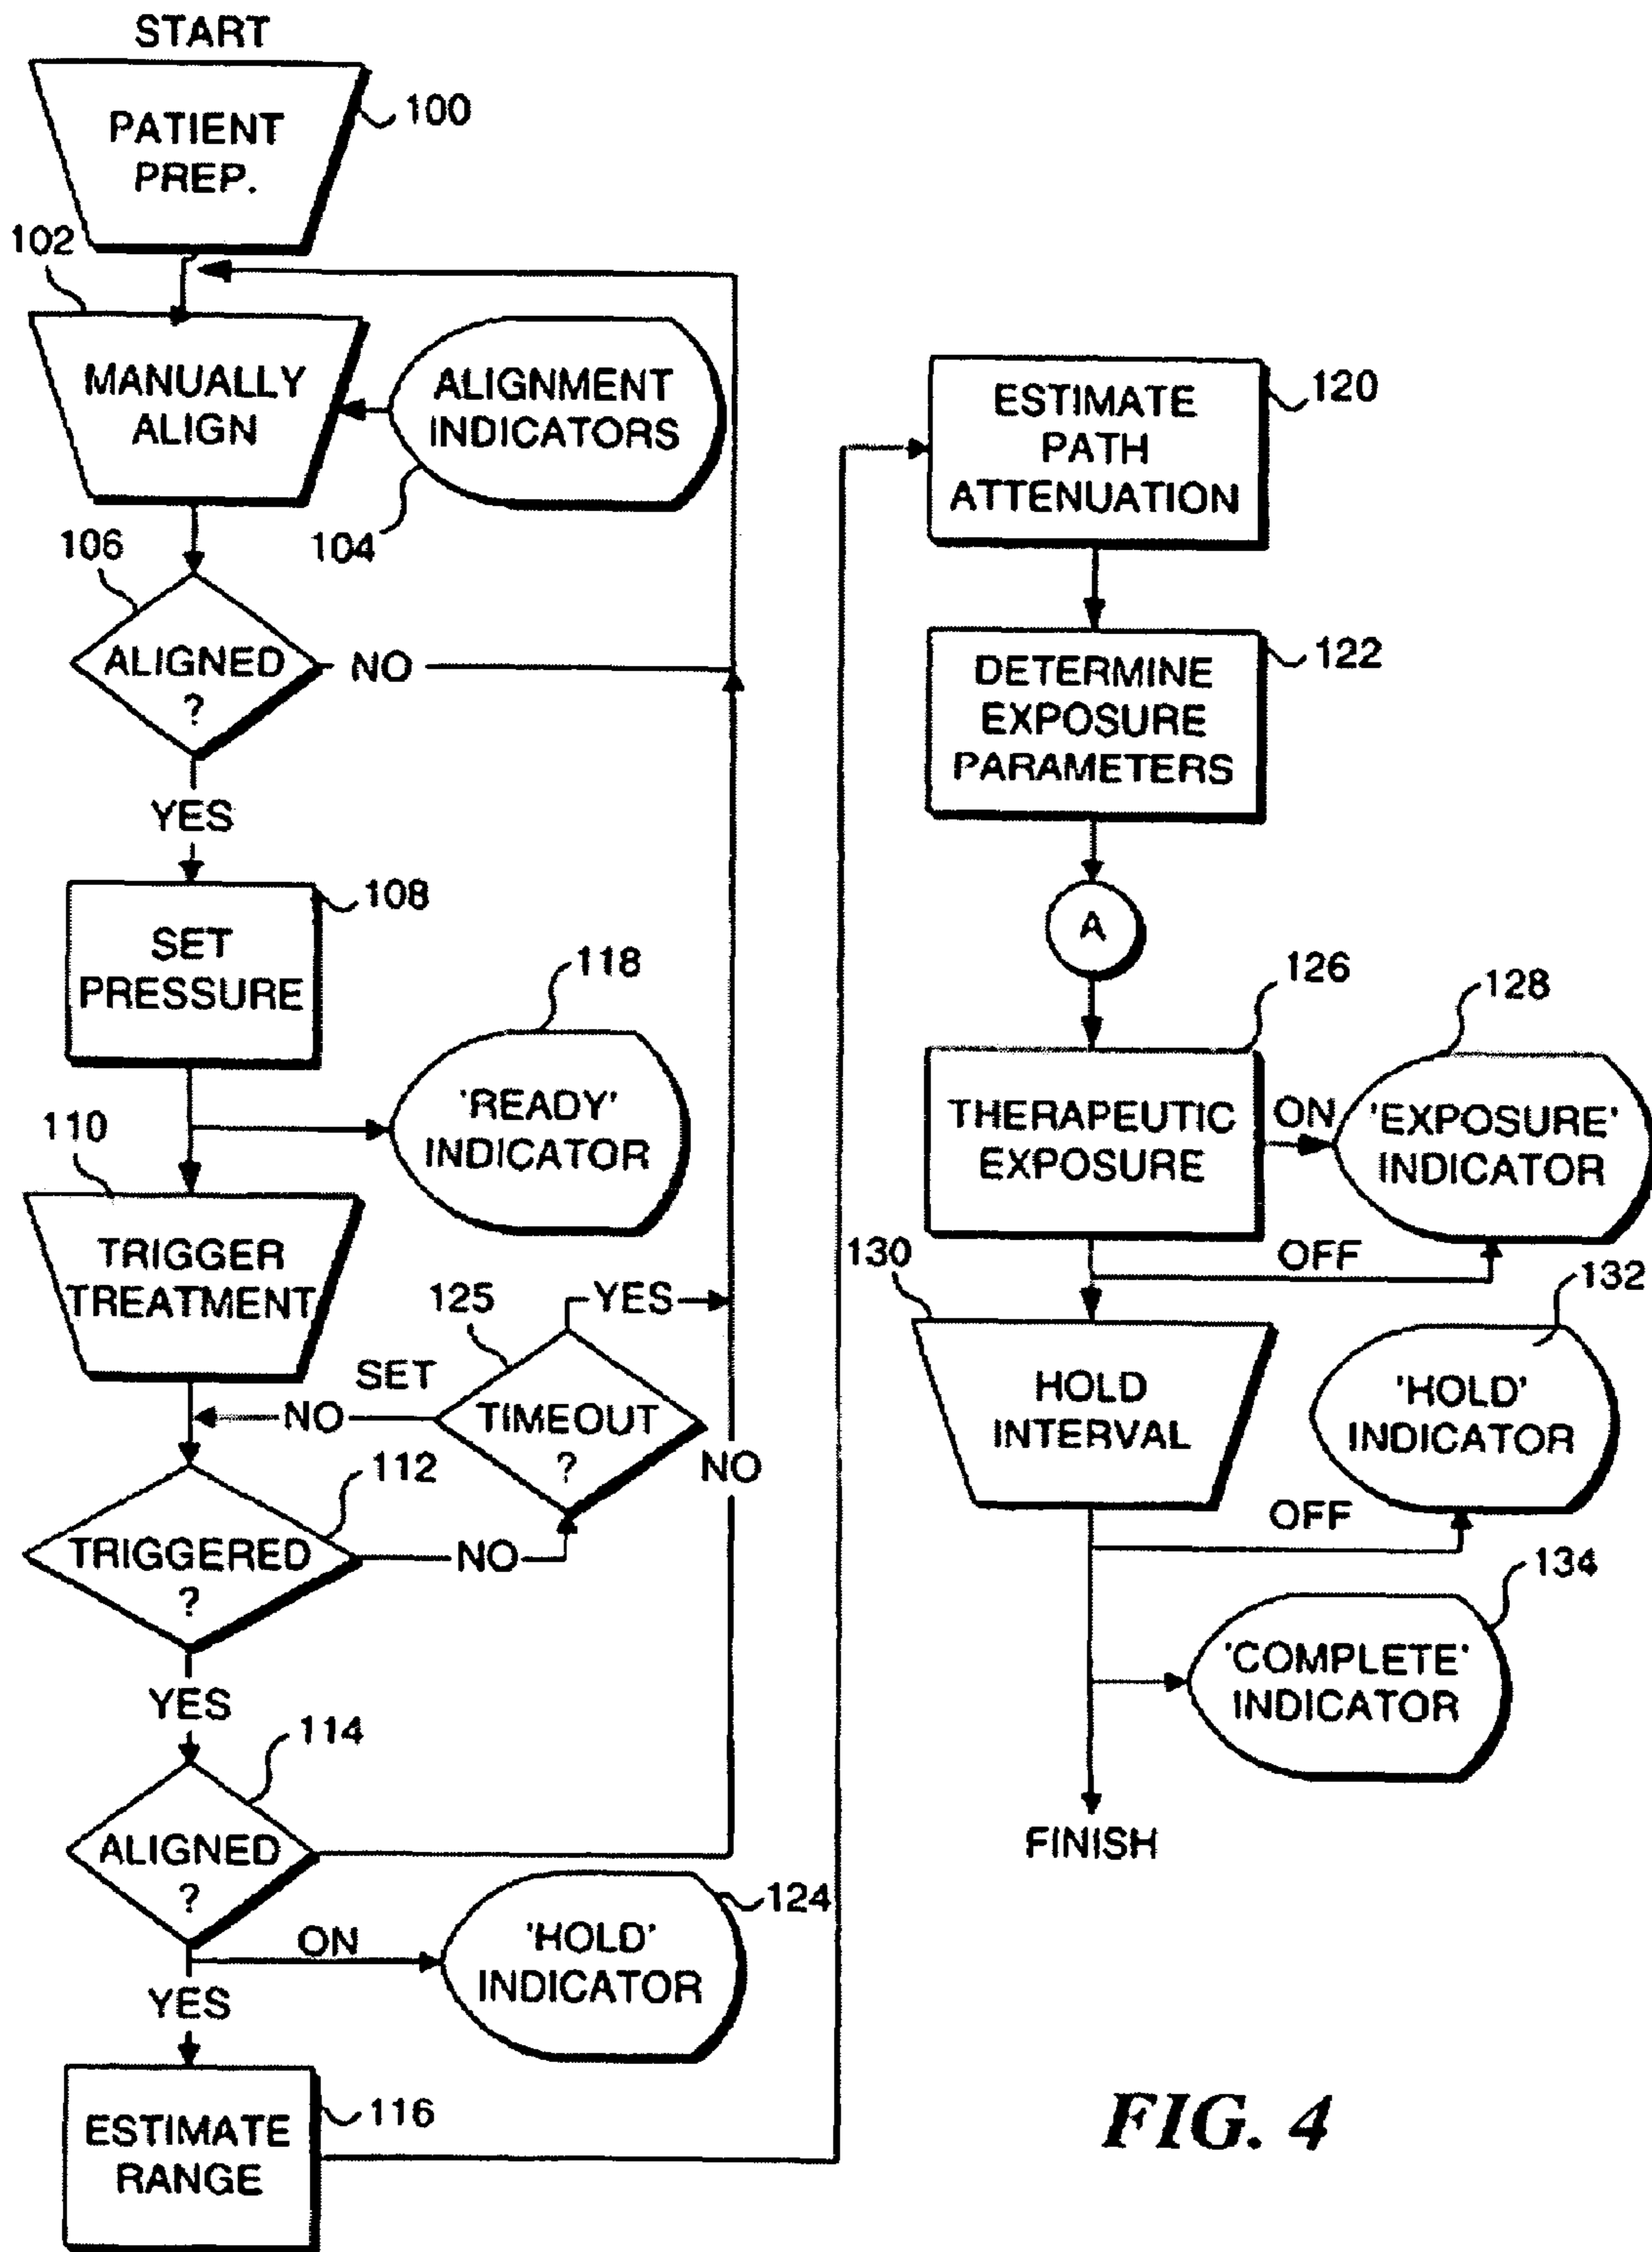 START
PATIENT
PREP.
100
102
MANUALLY
ALIGN
ALIGNMENT
INDICATORS
104
106
ALIGNED
?
NO
YES
108
SET
PRESSURE
118
'READY'
INDICATOR
110
TRIGGER
TREATMENT
125
YES
SET
NO
TIMEOUT
?
NO
112
TRIGGERED
?
NO
YES
114
ALIGNED
?
124
ON
'HOLD'
INDICATOR
YES
116
ESTIMATE
RANGE
120
ESTIMATE
PATH
ATTENUATION
122
DETERMINE
EXPOSURE
PARAMETERS
A
126
128
THERAPEUTIC
EXPOSURE
ON
'EXPOSURE'
INDICATOR
130
OFF
132
HOLD
INTERVAL
'HOLD'
INDICATOR
OFF
134
'COMPLETE'
INDICATOR
FINISH
FIG. 4